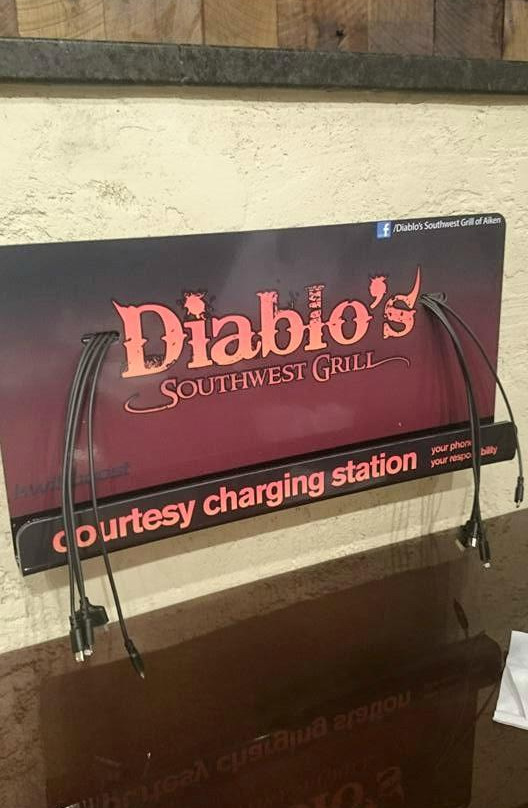 /Diablo's Southwest Grill of Aiken
Diablo's
SOUTHWEST GRILL
courtesy charging station
your phone
your responsibility